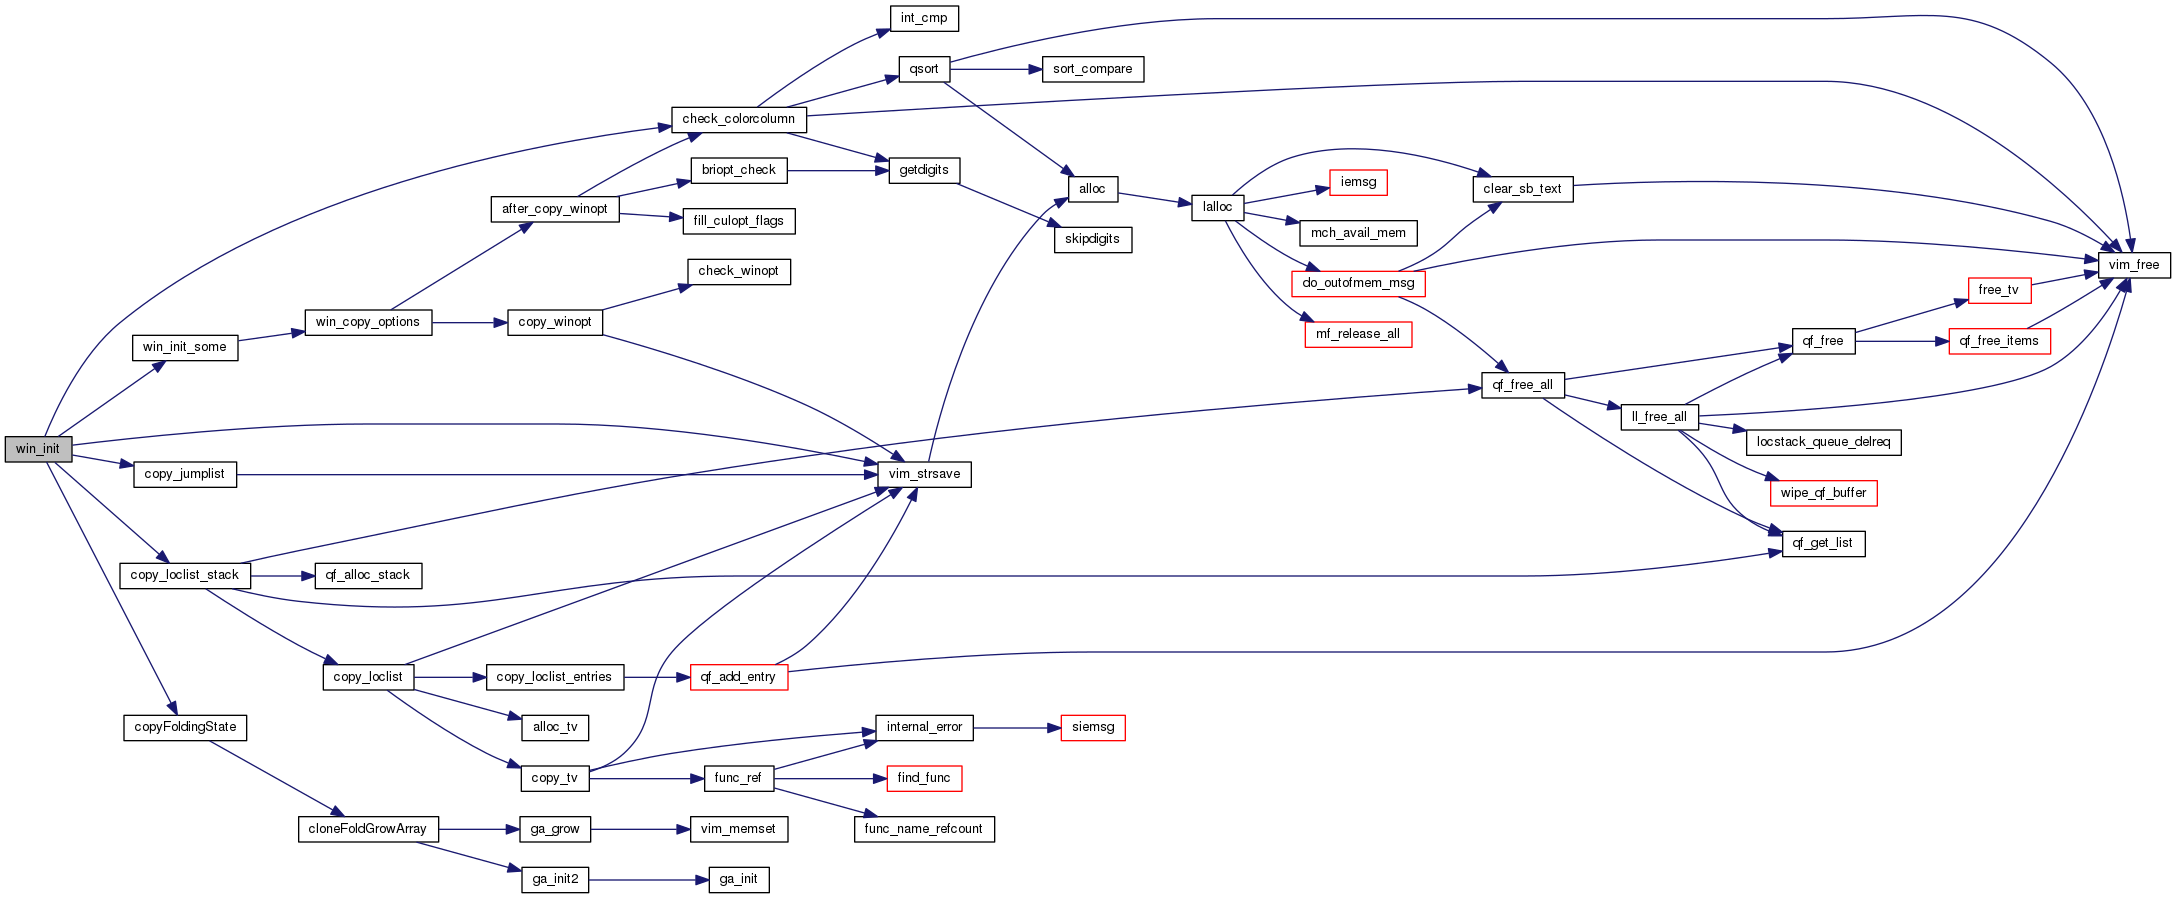 int_cmp
qsort
sort_compare
check_colorcolumn
briopt_check
getdigits
alloc
iemsg
clear_sb_text
after_copy_winopt
lalloc
fill_culopt_flags
mch_avail_mem
skipdigits
vim_free
check_winopt
do_outofmem_msg
free_tv
win_copy_options
copy_winopt
mf_release_all
win_init_some
qf_free
qf_free_items
qf_free_all
ll_free_all
locstack_queue_delreq
win_init
copy_jumplist
vim_strsave
wipe_qf_buffer
qf_get_list
copy_loclist_stack
qf_alloc_stack
copy_loclist
copy_loclist_entries
qf_add_entry
copyFoldingState
alloc_tv
internal_error
siemsg
copy_tv
func_ref
find_func
cloneFoldGrowArray
ga_grow
vim_memset
func_name_refcount
ga_init2
ga_init